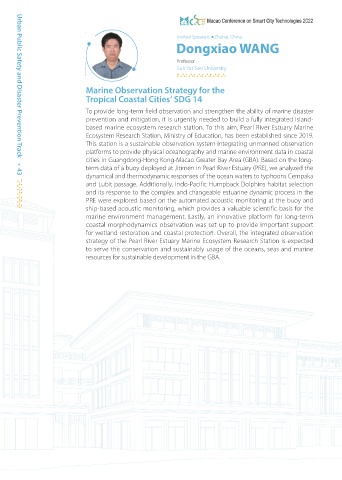 Macao Conference on Smart City Technologies 2022
Urban Public Safety and Disaster Prevention Track • 43
Invited Speakers • Zhuhai, China
Dongxiao WANG
Professor
Sun Yat-Sen University
Marine Observation Strategy for the
Tropical Coastal Cities' SDG 14
To provide long-term field observation and strengthen the ability of marine disaster
prevention and mitigation, it is urgently needed to build a fully integrated island-
based marine ecosystem research station. To this aim, Pearl River Estuary Marine
Ecosystem Research Station, Ministry of Education, has been established since 2019.
This station is a sustainable observation system integrating unmanned observation
platforms to provide physical oceanography and marine environment data in coastal
cities in Guangdong-Hong Kong-Macao Greater Bay Area (GBA). Based on the long-
term data of a buoy deployed at in Pearl River Estuary (PRE), we analyzed the
dynamical and thermodynamic responses of the ocean waters to typhoons Cempaka
and Lubit passage. Additionally, Indo-Pacific Humpback Dolphins habitat selection
and its response to the complex and changeable estuarine dynamic process in the
PRE were explored based on the automated acoustic monitoring at the buoy and
ship-based acoustic monitoring, which provides a valuable scientific basis for the
marine environment management. Lastly, an innovative platform for long-term
coastal morphodynamics observation was set up to provide important support
for wetland restoration and coastal protection. Overall, the integrated observation
strategy of the Pearl River Estuary Marine Ecosystem Research Station is expected
to serve the conservation and sustainably usage of the oceans, seas and marine
resources for sustainable development in the GBA.